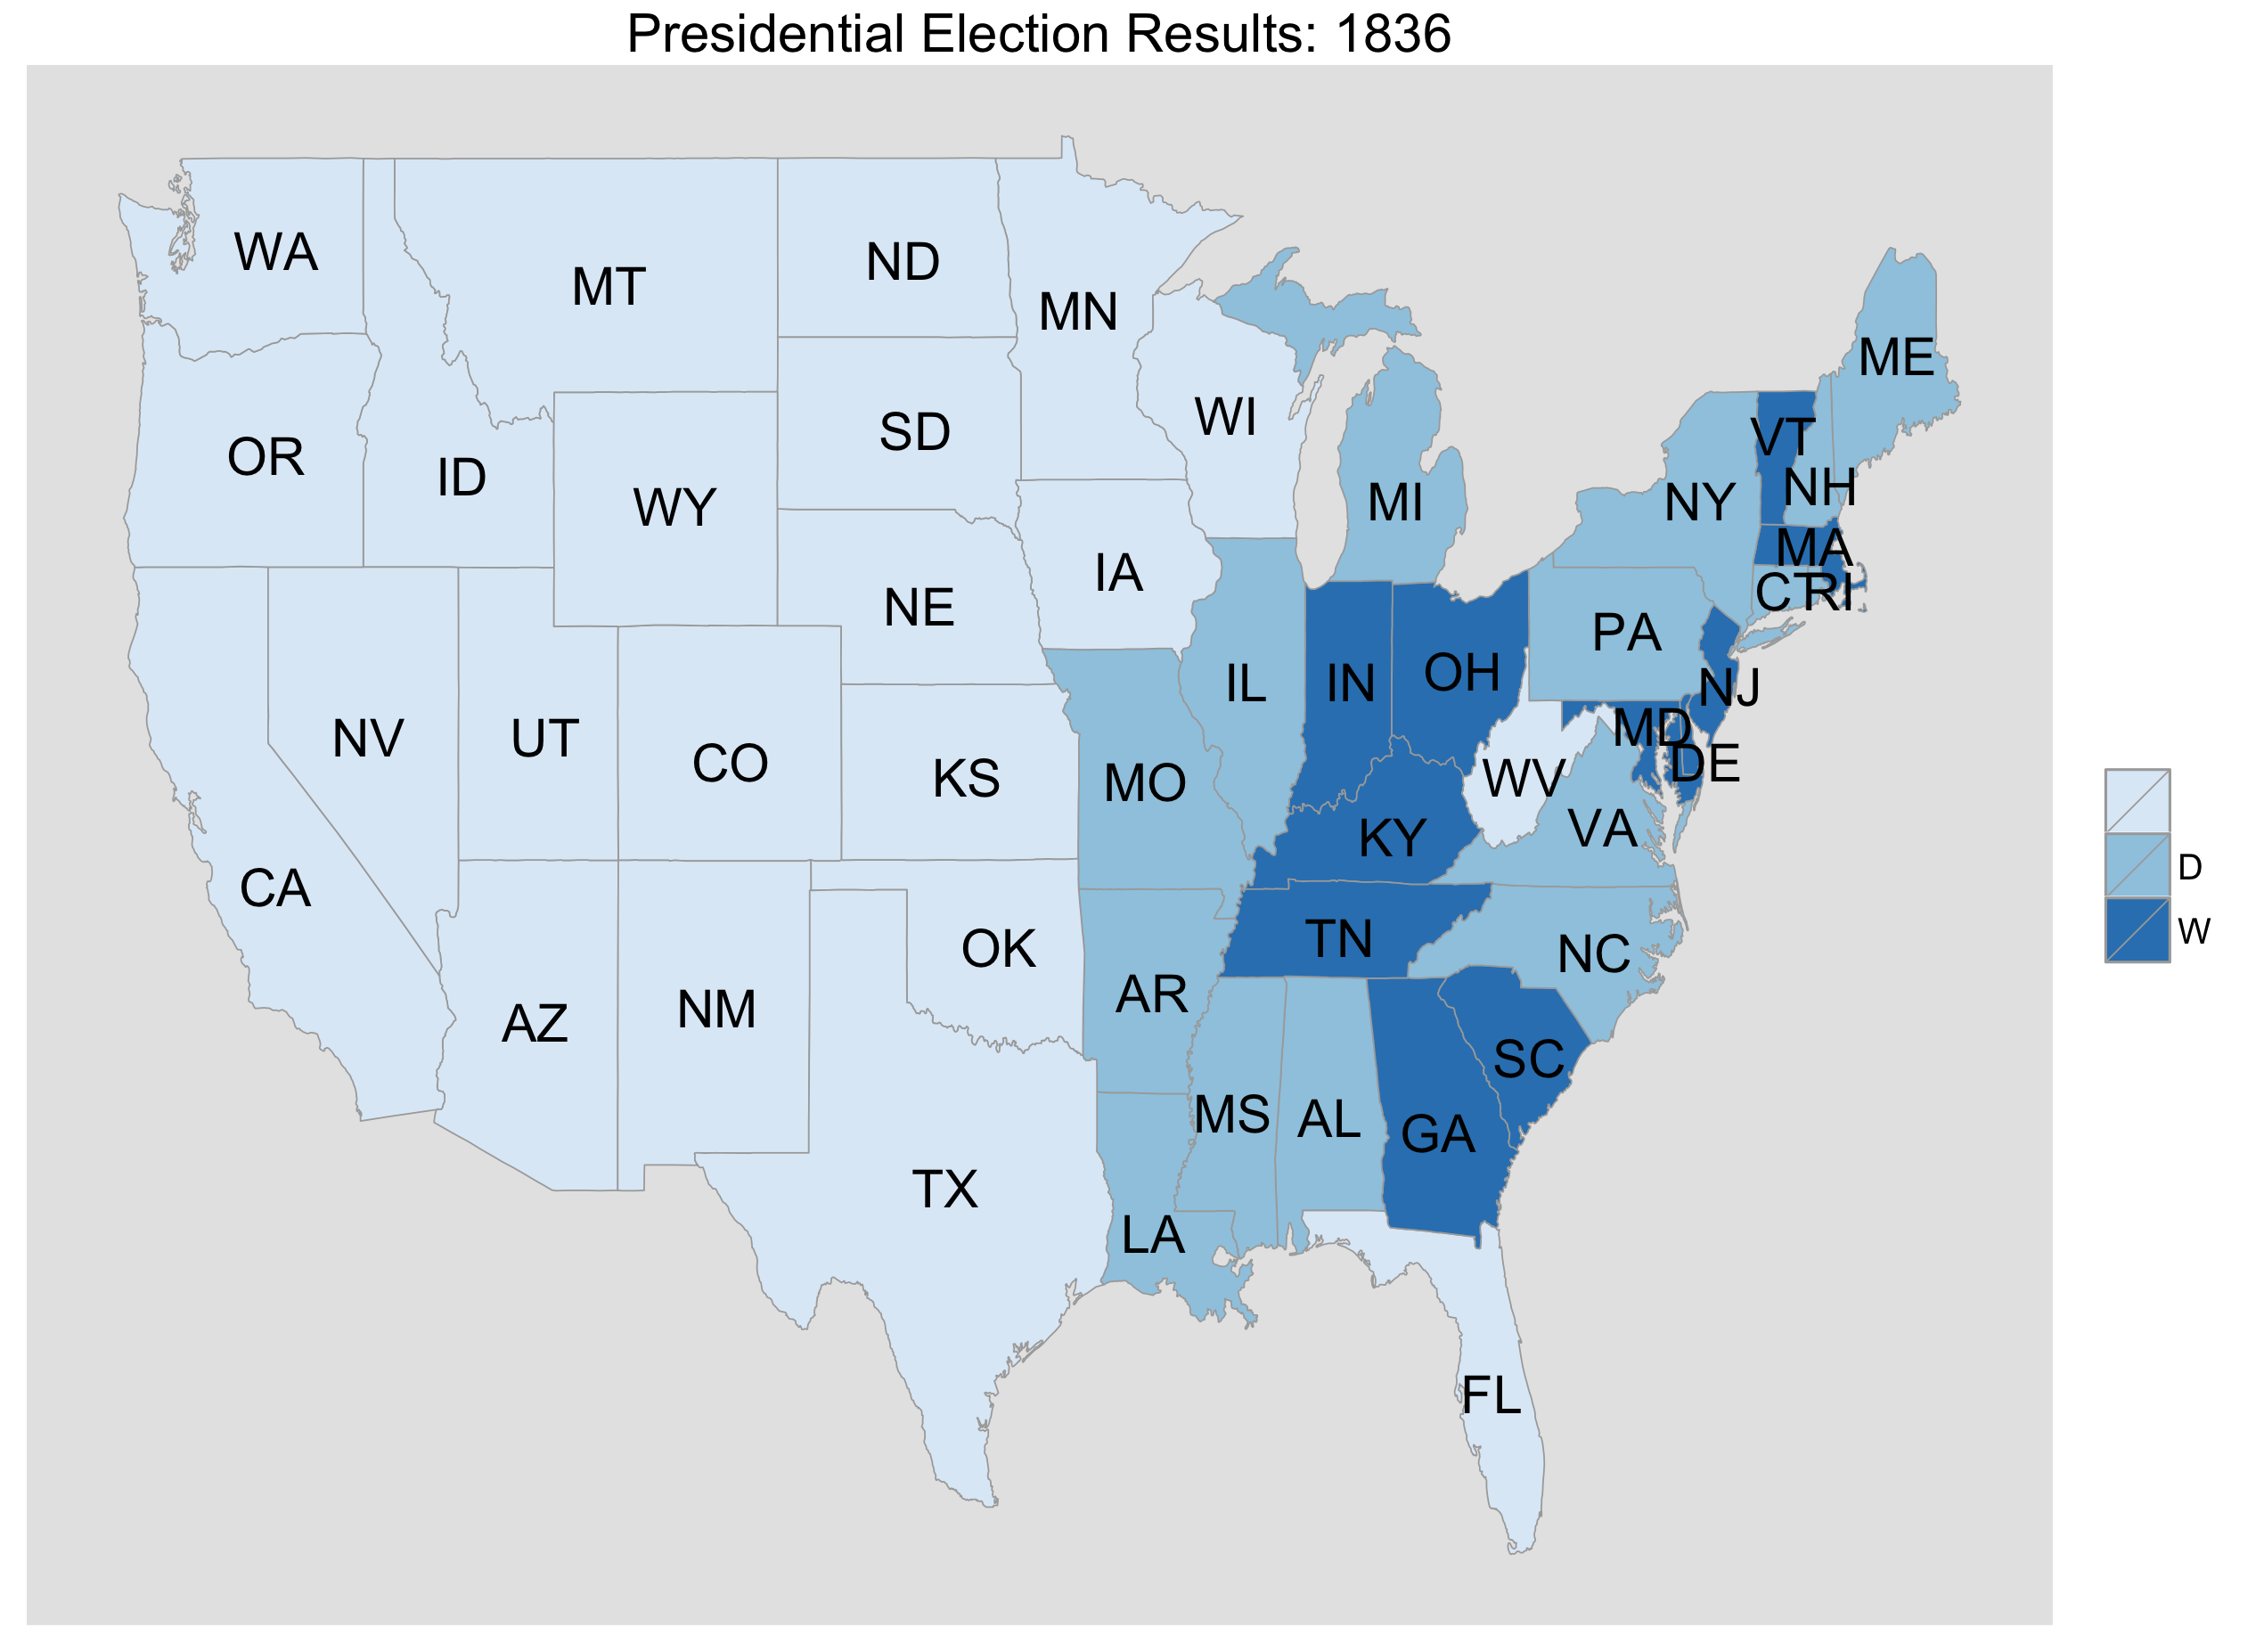 Presidential Election Results: 1836
WA
MT
ND
MN
ME
OR
ID
WY
SD
WI
MI
NY
VT
NH
MA
CT
RI
NE
IA
PA
NV
UT
CO
KS
MO
IL
IN
OH
NJ
MD
DE
WV
VA
KY
CA
AZ
NM
OK
AR
TN
NC
SC
MS
AL
GA
TX
LA
FL
D
W